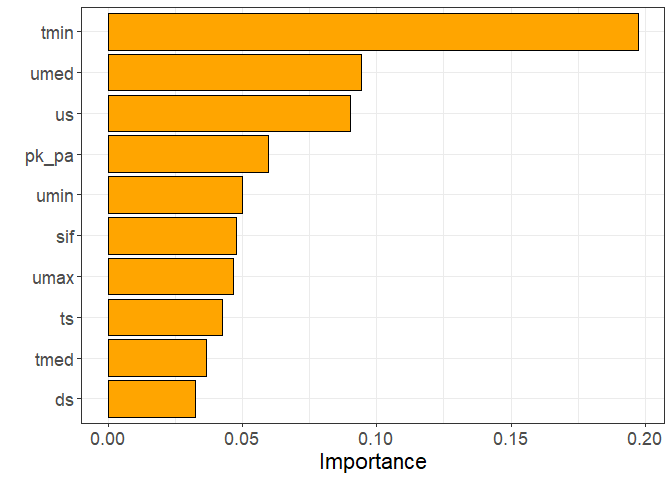 tmin
umed
us
pk_pa
umin
sif
umax
ts
tmed
ds
0.00 0.05 0.10 0.15 0.20
Importance